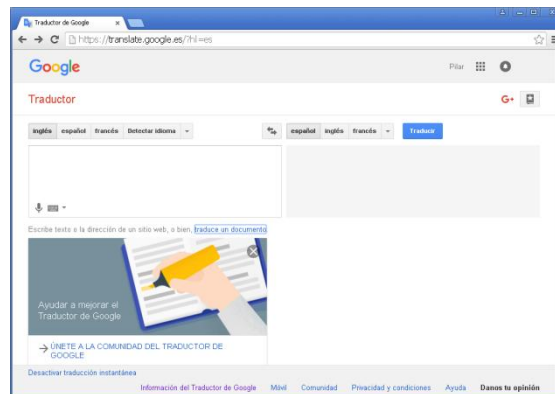 Traductor de Google
https://translate.google.es/?hl=es
Google
Pilar
Traductor
G+
inglés español francés Detectar idioma
español inglés francés Traducir
Escribe texto o la dirección de un sitio web, o bien, traduce un documento
Ayudar a mejorar el
Traductor de Google
ÚNETE A LA COMUNIDAD DEL TRADUCTOR DE
GOOGLE
Desactivar traducción instantánea
Información del Traductor de Google Móvil Comunidad Privacidad y condiciones Ayuda Danos tu opinión